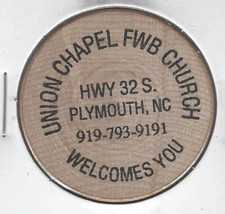 UNION CHAPEL FWB CHURCH
HWY 32 S.
PLYMOUTH, NC
919-793-9191
WELCOMES YOU